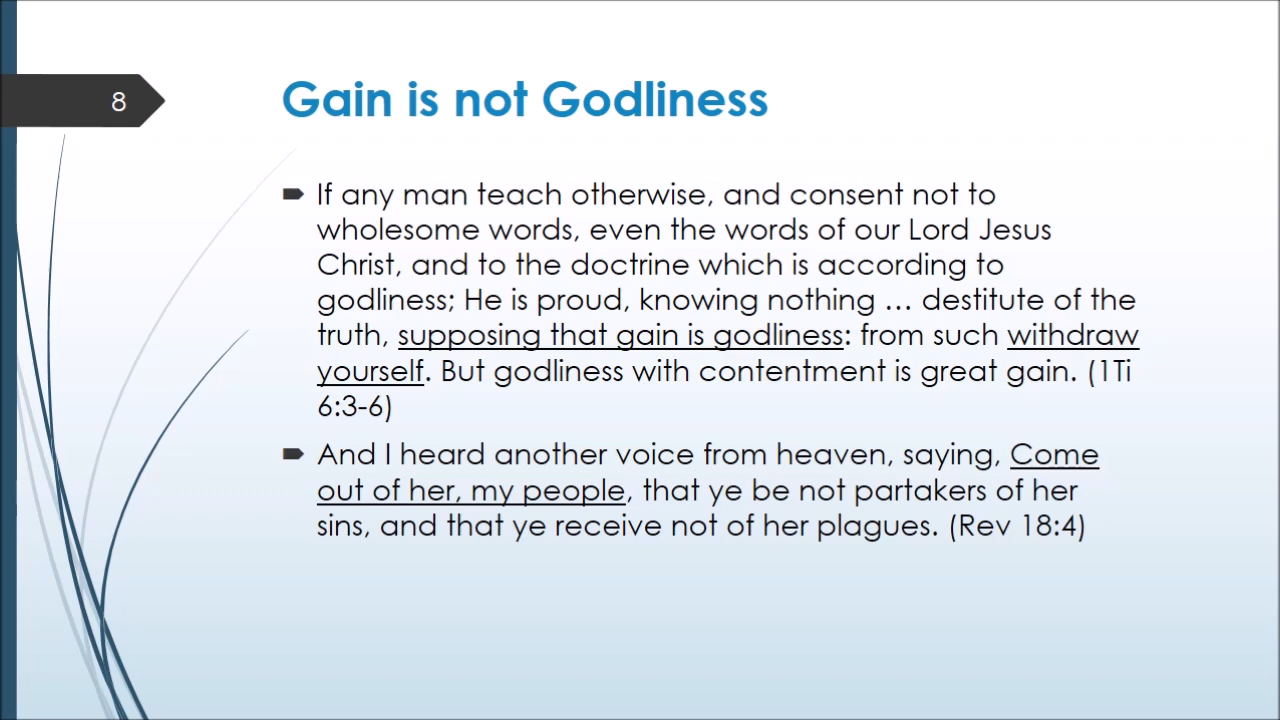 8
Gain is not Godliness
If any man teach otherwise, and consent not to
wholesome words, even the words of our Lord Jesus
Christ, and to the doctrine which is according to
godliness; He is proud, knowing nothing … destitute of the
truth, supposing that gain is godliness: from such withdraw
yourself. But godliness with contentment is great gain. (1Ti
6:3-6)
And I heard another voice from heaven, saying, Come
out of her, my people, that ye be not partakers of her
sins, and that ye receive not of her plagues. (Rev 18:4)